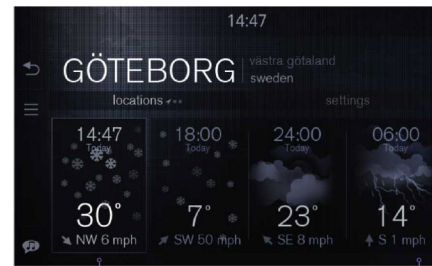 14:47
GÖTEBORG
västra götaland
sweden
locations
settings
14:47
Today
30°
NW 6 mph
18:00
Today
7°
SW 50 mph
24:00
Today
23°
SE 8 mph
06:00
Today
14°
S 1 mph